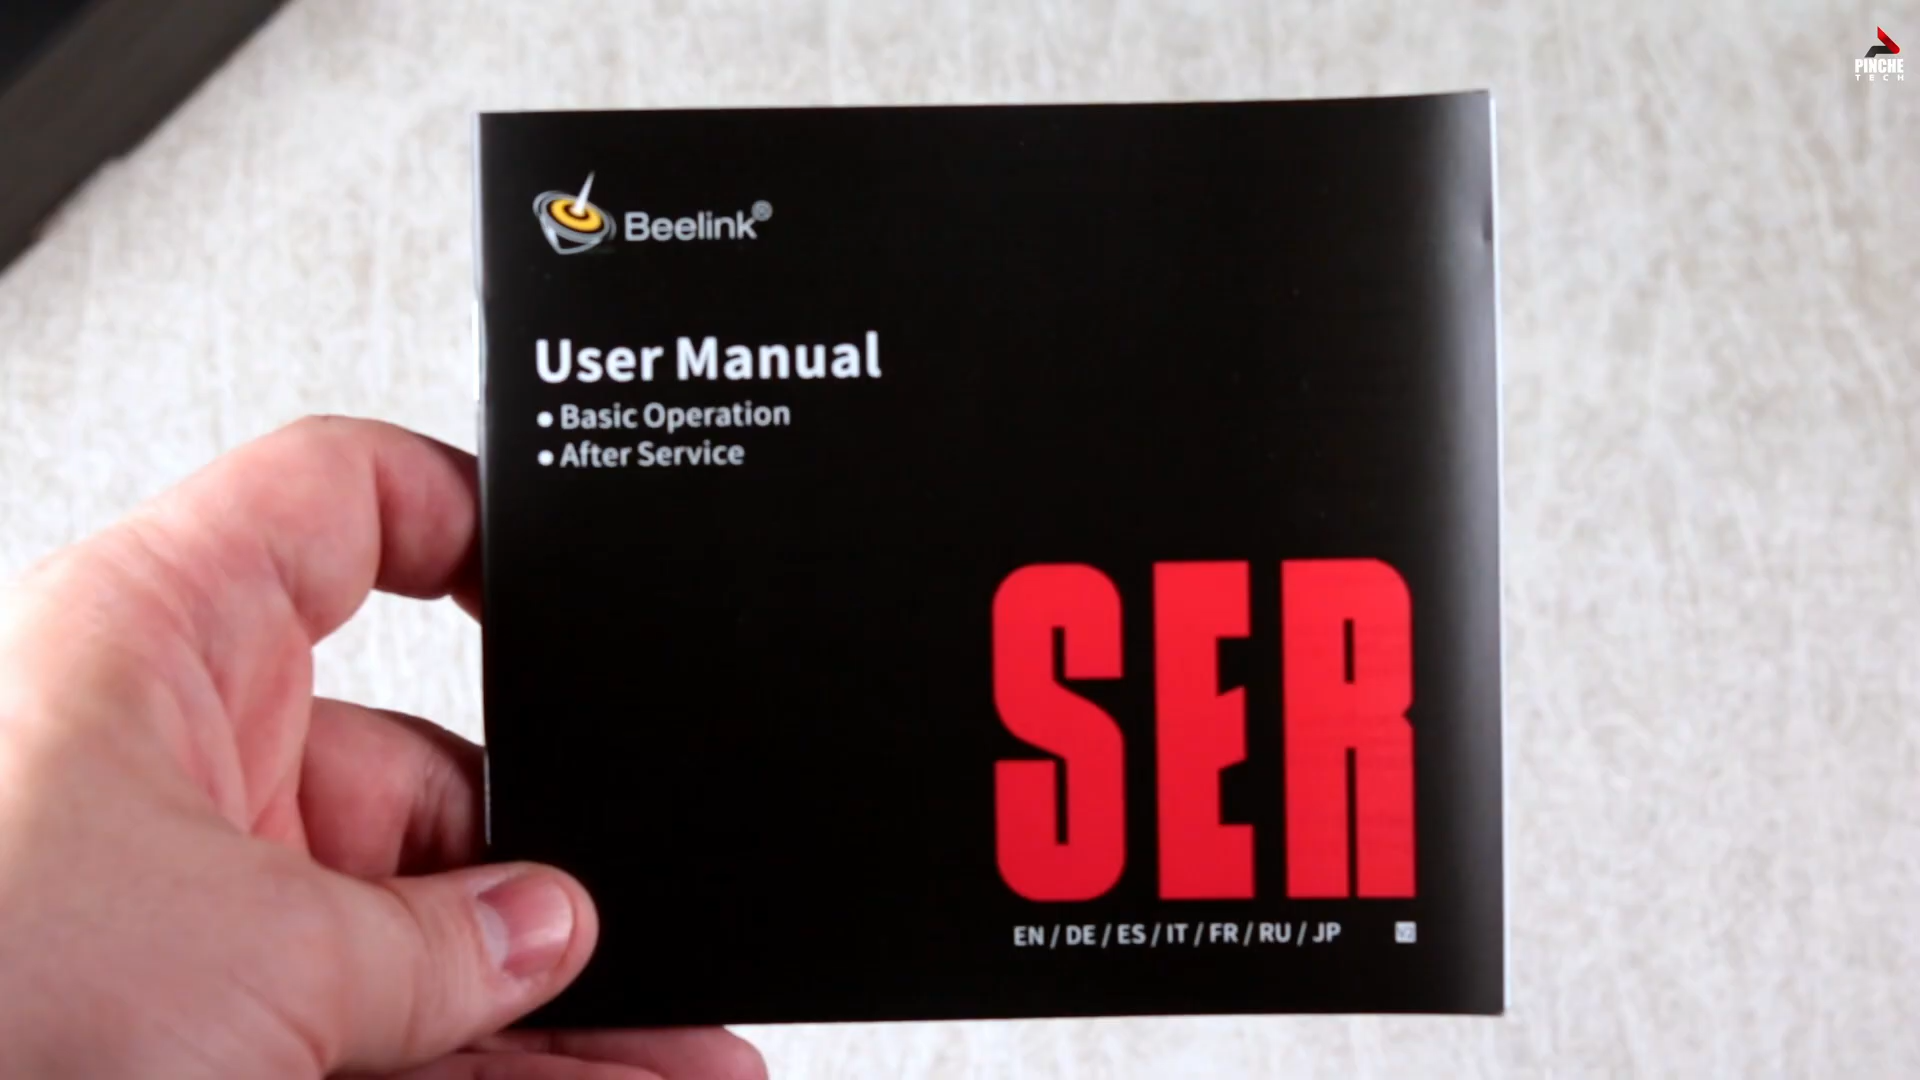 PINCHE
TECH
Beelink®
User Manual
• Basic Operation
• After Service
SER
EN / DE / ES / IT / FR / RU / JP